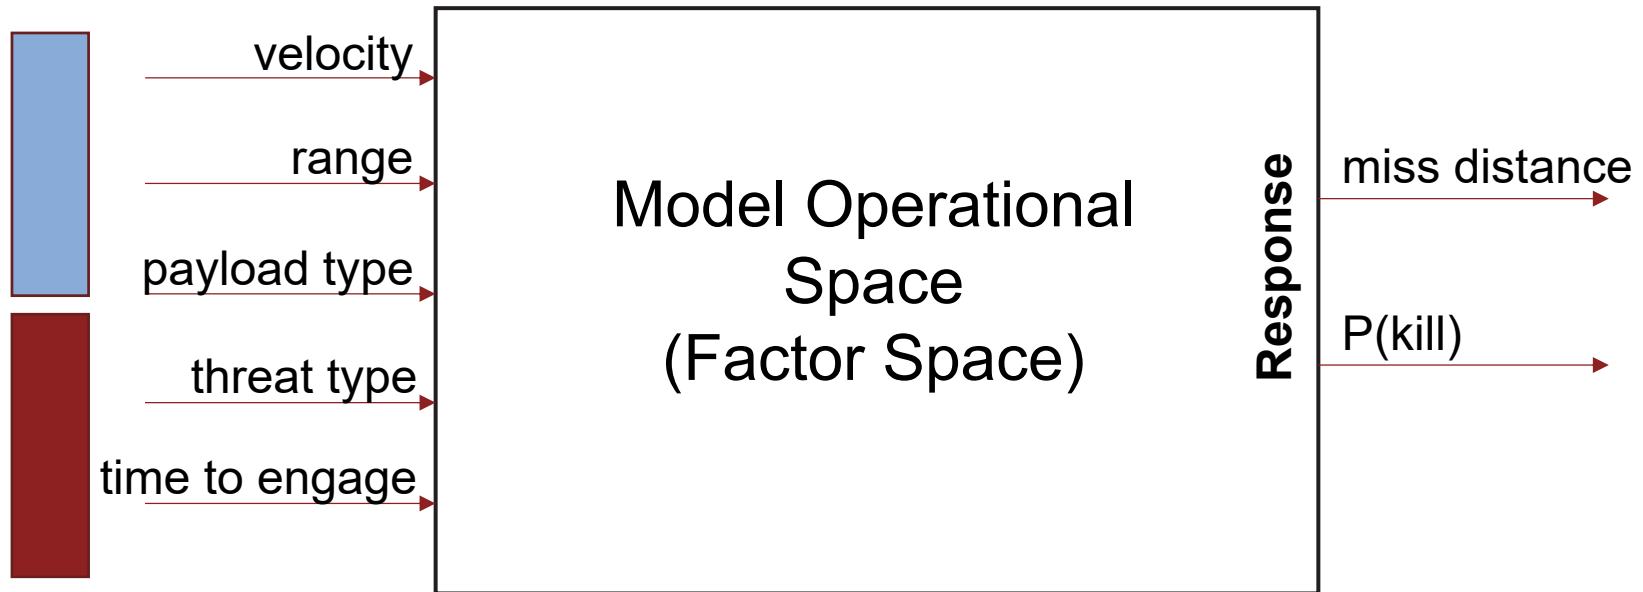 velocity
range
payload type
threat type
time to engage
Model Operational
Space
(Factor Space)
Response
miss distance
P(kill)